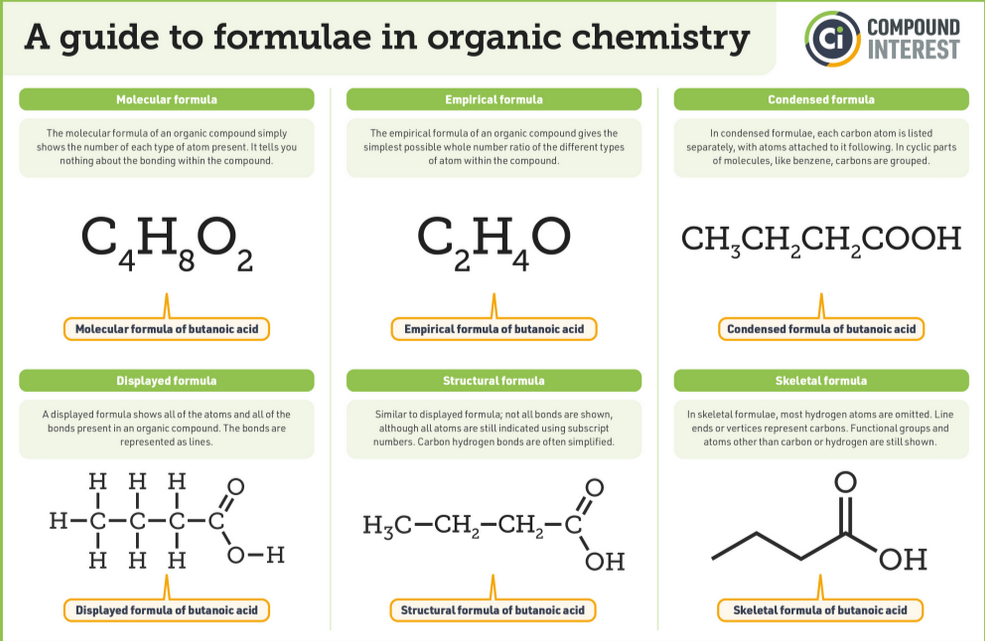 A guide to formulae in organic chemistry
Ci
COMPOUND
INTEREST
Molecular formula
The molecular formula of an organic compound simply
shows the number of each type of atom present. It tells you
nothing about the bonding within the compound.
C₄H₈O₂
Molecular formula of butanoic acid
Empirical formula
The empirical formula of an organic compound gives the
simplest possible whole number ratio of the different types
of atom within the compound.
C₂H₄O
Empirical formula of butanoic acid
Condensed formula
In condensed formulae, each carbon atom is listed
separately, with atoms attached to it following. In cyclic parts
of molecules, like benzene, carbons are grouped.
CH₃CH₂CH₂COOH
Condensed formula of butanoic acid
Displayed formula
A displayed formula shows all of the atoms and all of the
bonds present in an organic compound. The bonds are
represented as lines.
H H H O
H–C–C–C–C
H H H O–H
Displayed formula of butanoic acid
Structural formula
Similar to displayed formula; not all bonds are shown,
although all atoms are still indicated using subscript
numbers. Carbon hydrogen bonds are often simplified.
O
H₃C–CH₂–CH₂–C
OH
Structural formula of butanoic acid
Skeletal formula
In skeletal formulae, most hydrogen atoms are omitted. Line
ends or vertices represent carbons. Functional groups and
atoms other than carbon or hydrogen are still shown.
O
OH
Skeletal formula of butanoic acid